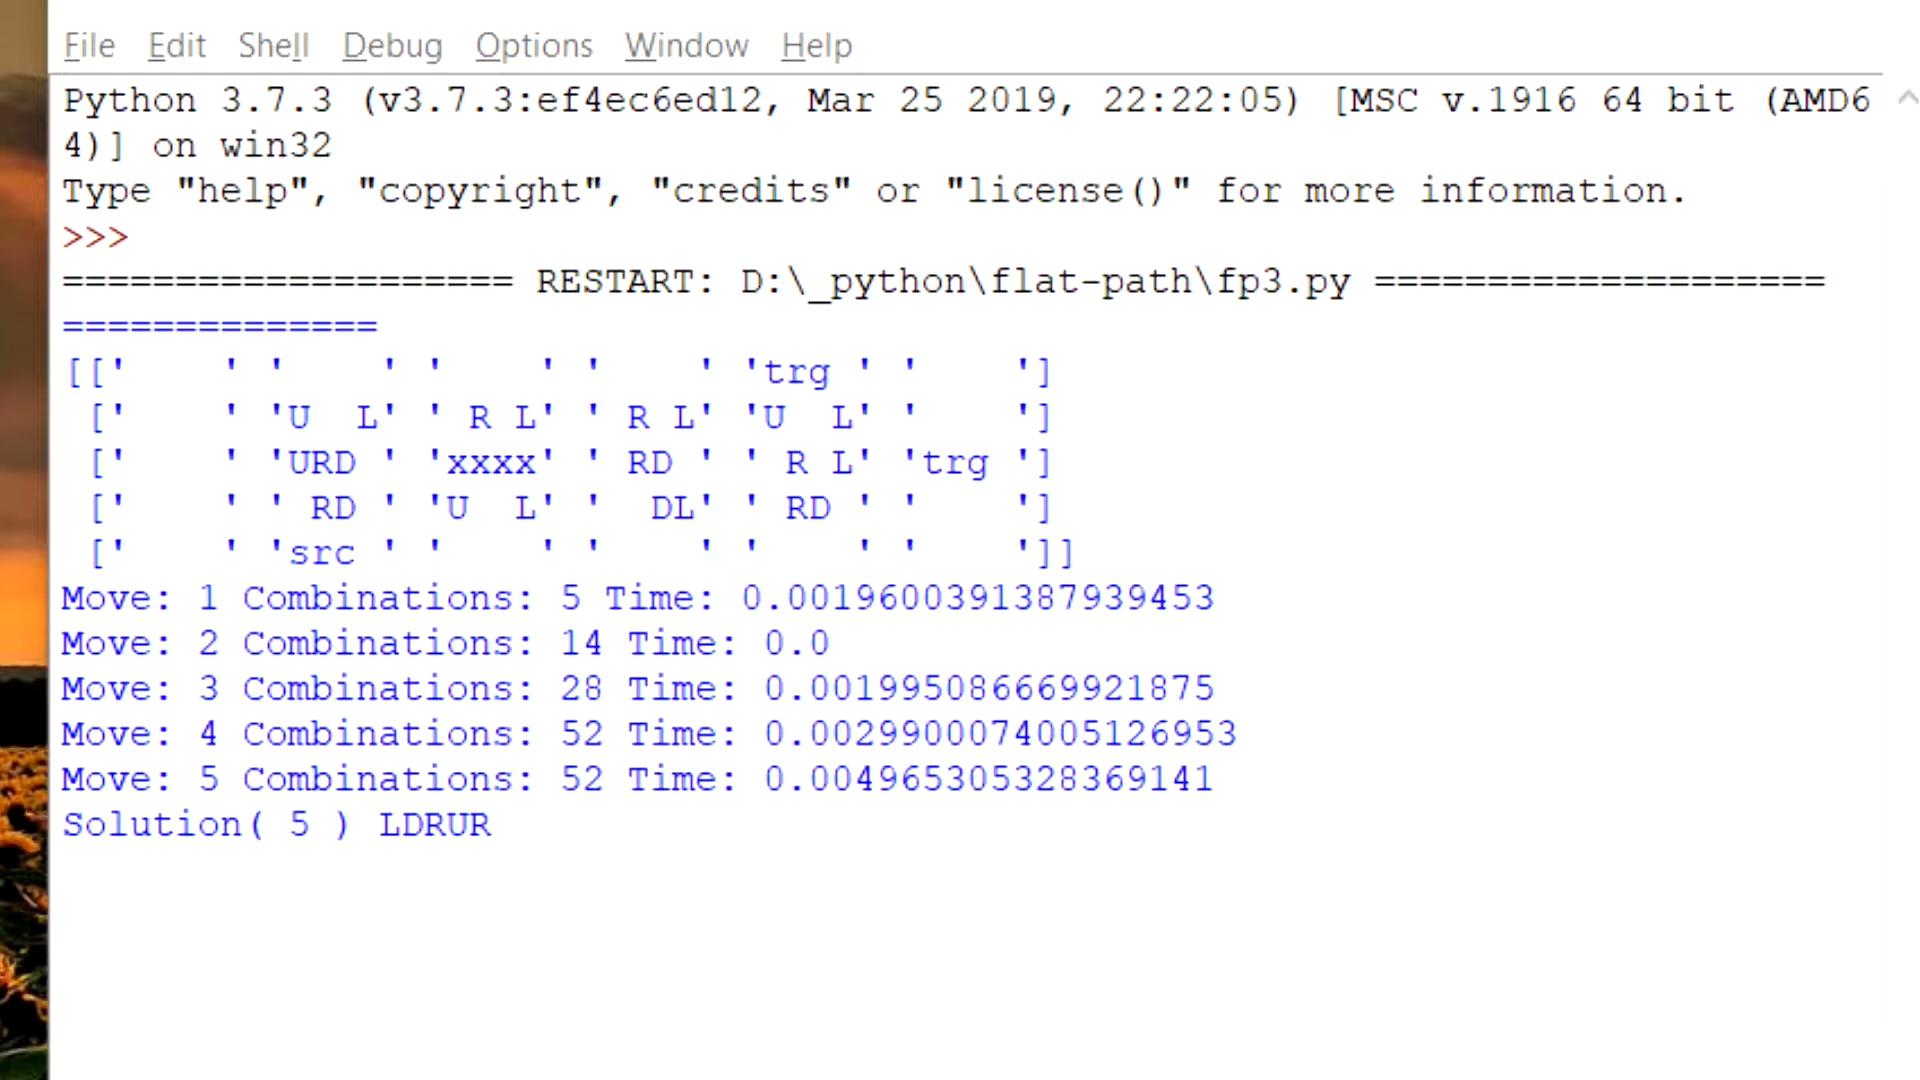 File Edit Shell Debug Options Window Help
Python 3.7.3 (v3.7.3:ef4ec6ed12, Mar 25 2019, 22:22:05) [MSC v.1916 64 bit (AMD6
4)] on win32
Type "help", "copyright", "credits" or "license()" for more information.
>>>
==================== RESTART: D:\_python\flat-path\fp3.py ====================
==============
[['    ' '    ' '    ' '    ' 'trg ' '    ']
 ['    ' 'U  L' ' R L' ' R L' 'U  L' '    ']
 ['    ' 'URD ' 'xxxx' ' RD ' ' R L' 'trg ']
 ['    ' ' RD ' 'U  L' '  DL' ' RD ' '    ']
 ['    ' 'src ' '    ' '    ' '    ' '    ']]
Move: 1 Combinations: 5 Time: 0.0019600391387939453
Move: 2 Combinations: 14 Time: 0.0
Move: 3 Combinations: 28 Time: 0.001995086669921875
Move: 4 Combinations: 52 Time: 0.0029900074005126953
Move: 5 Combinations: 52 Time: 0.004965305328369141
Solution( 5 ) LDRUR